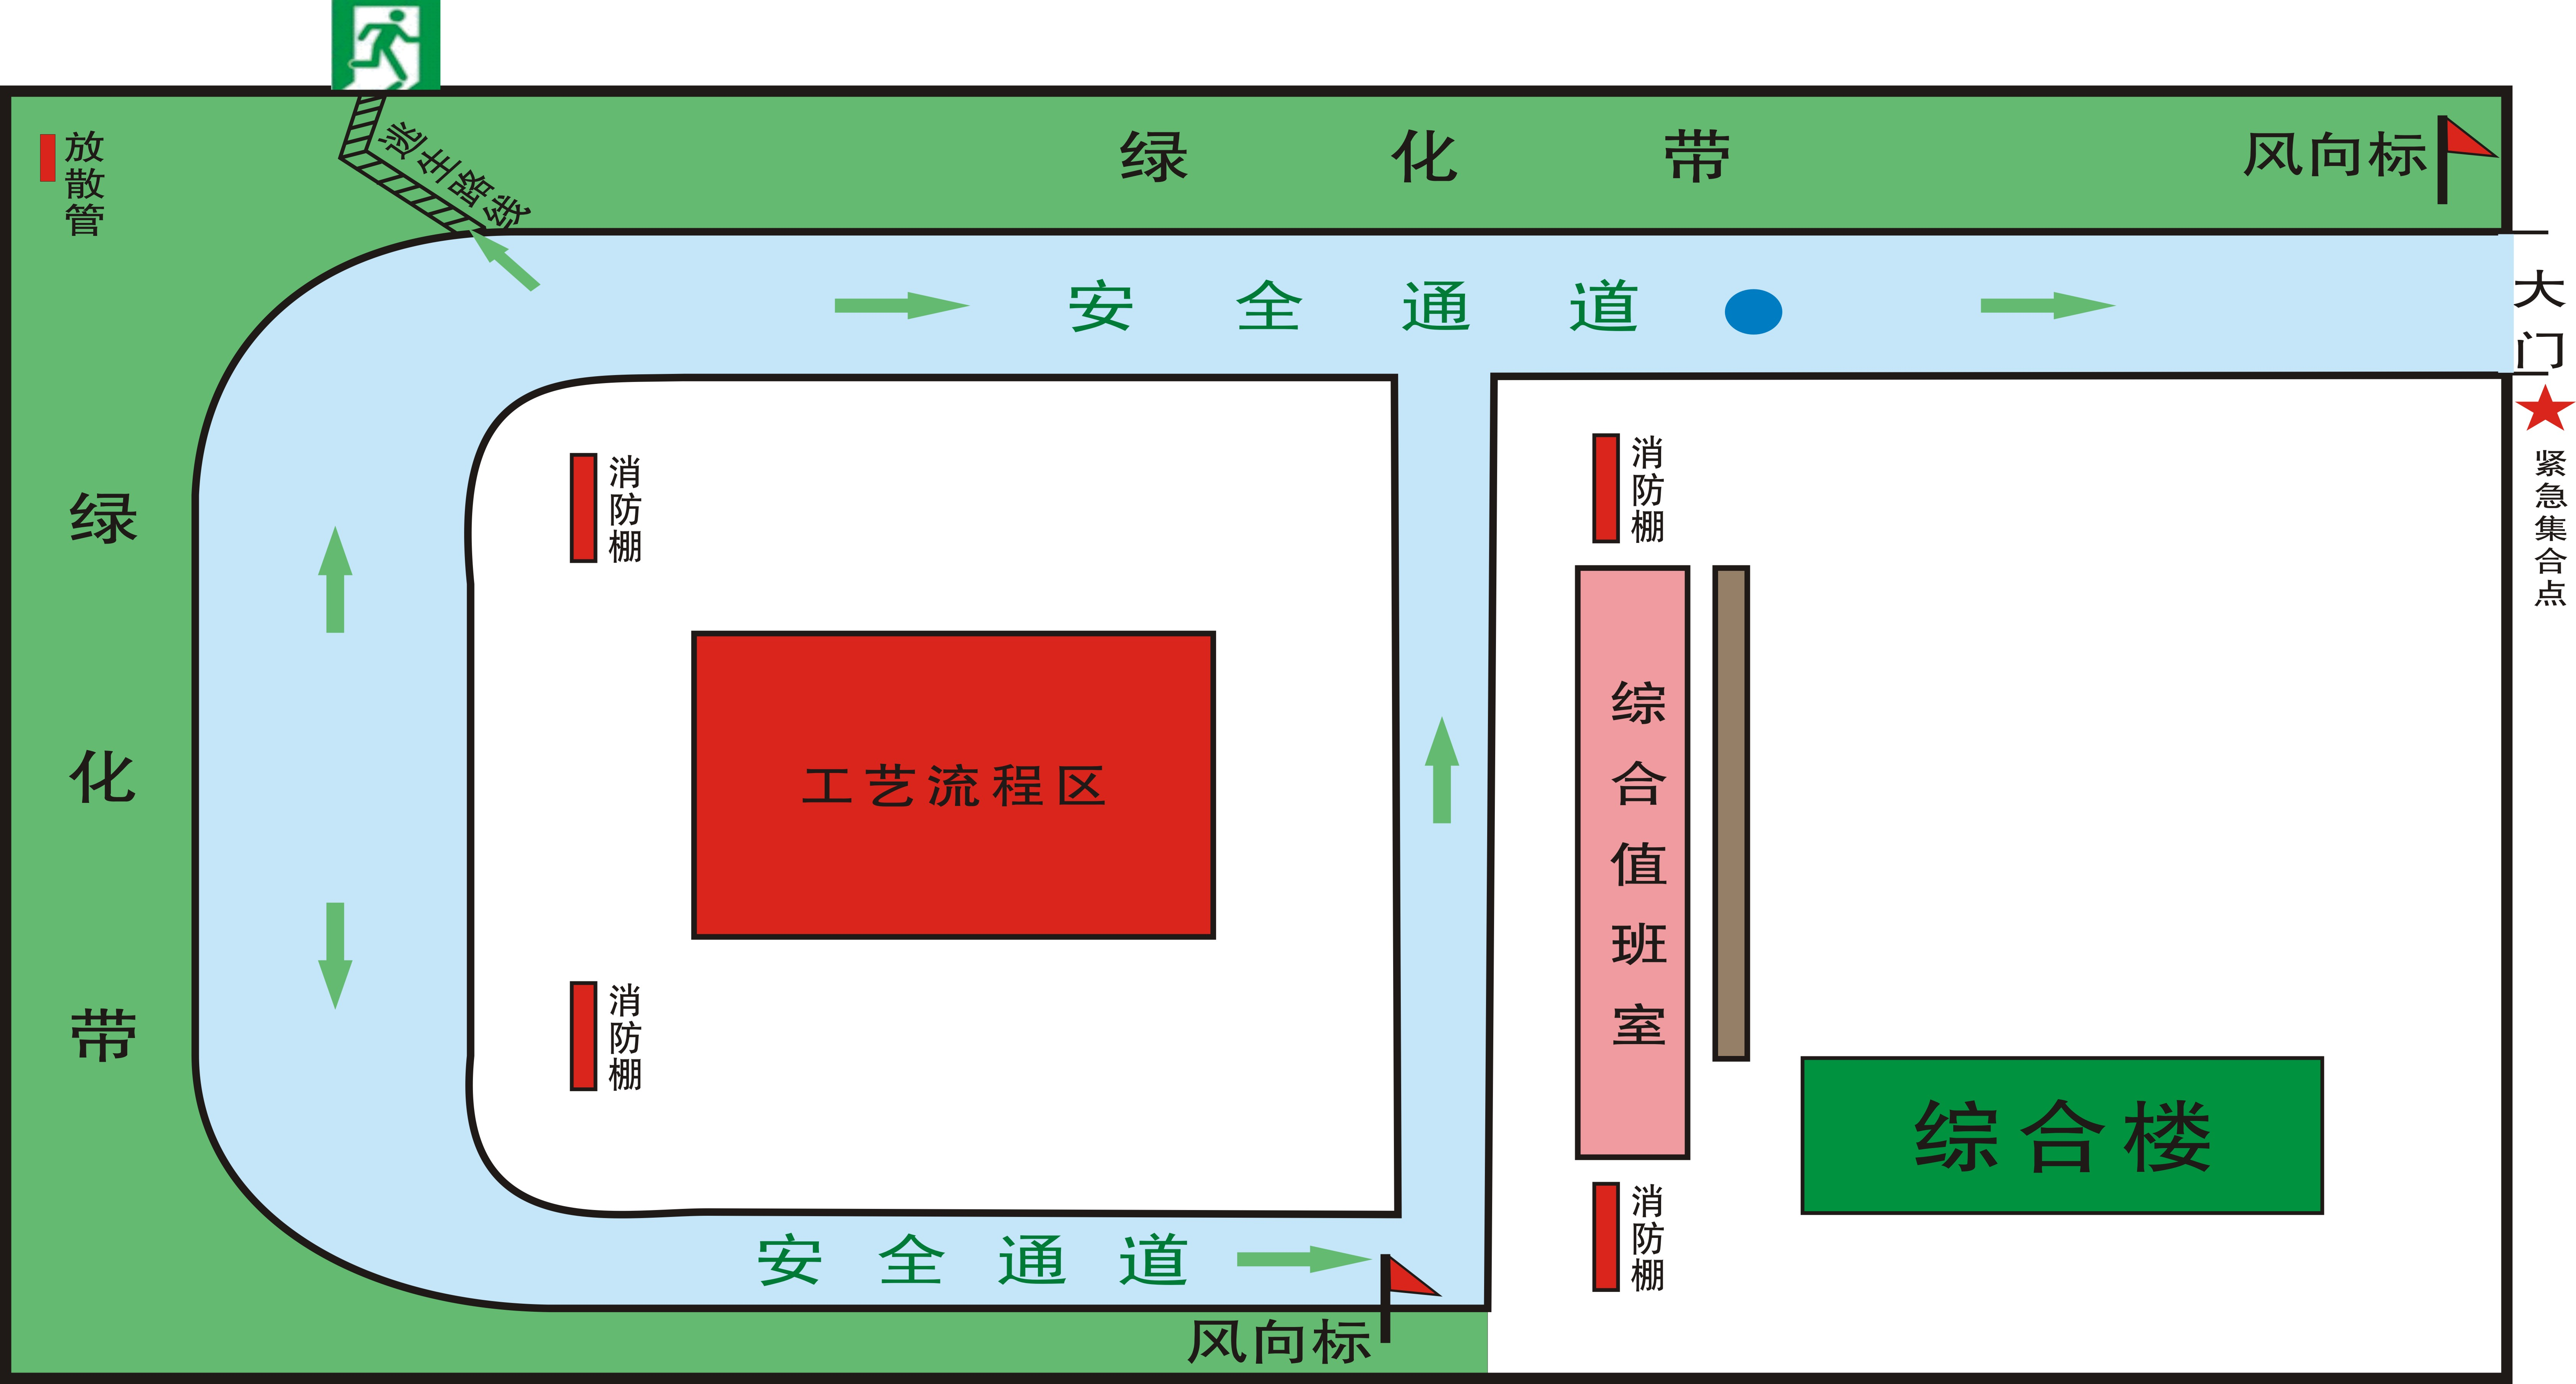 放散管
逃生路线
绿化带
风向标
安全通道
大门
紧急集合点
绿化带
消防棚
消防棚
工艺流程区
综合值班室
消防棚
消防棚
综合楼
安全通道
风向标